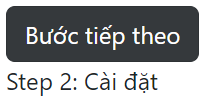 Bước tiếp theo
Step 2: Cài đặt